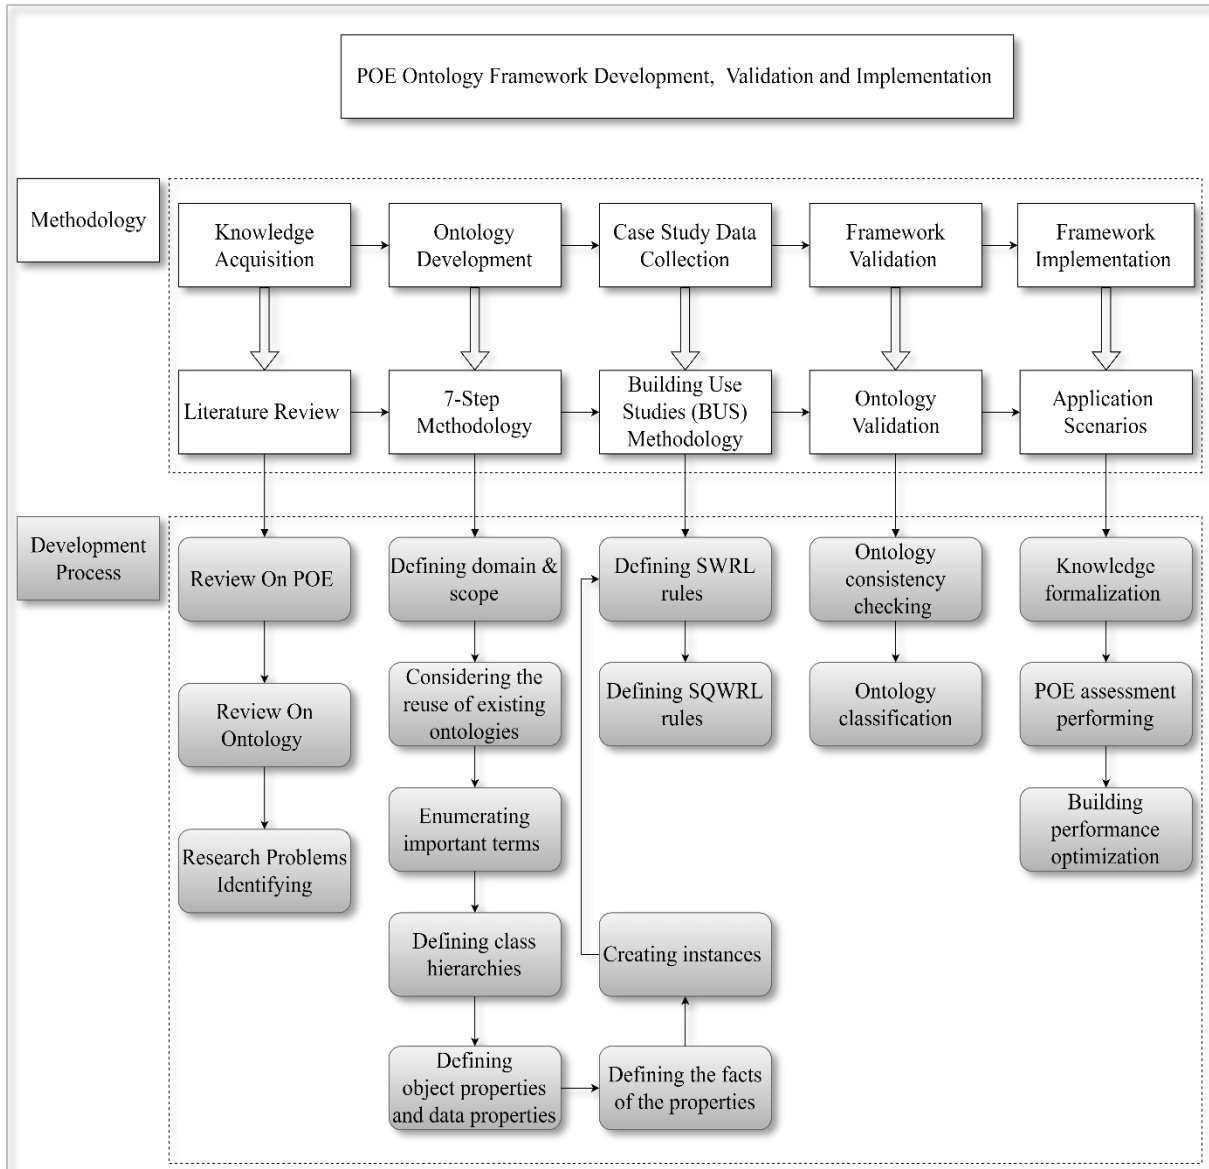 POE Ontology Framework Development, Validation and Implementation
Methodology
Knowledge
Acquisition
Ontology
Development
Case Study Data
Collection
Framework
Validation
Framework
Implementation
Literature Review
7-Step
Methodology
Building Use
Studies (BUS)
Methodology
Ontology
Validation
Application
Scenarios
Development
Process
Review On POE
Review On
Ontology
Research Problems
Identifying
Defining domain &
scope
Considering the
reuse of existing
ontologies
Enumerating
important terms
Defining class
hierarchies
Defining
object properties
and data properties
Defining the facts
of the properties
Creating instances
Defining SWRL
rules
Defining SQWRL
rules
Ontology
consistency
checking
Ontology
classification
Knowledge
formalization
POE assessment
performing
Building
performance
optimization